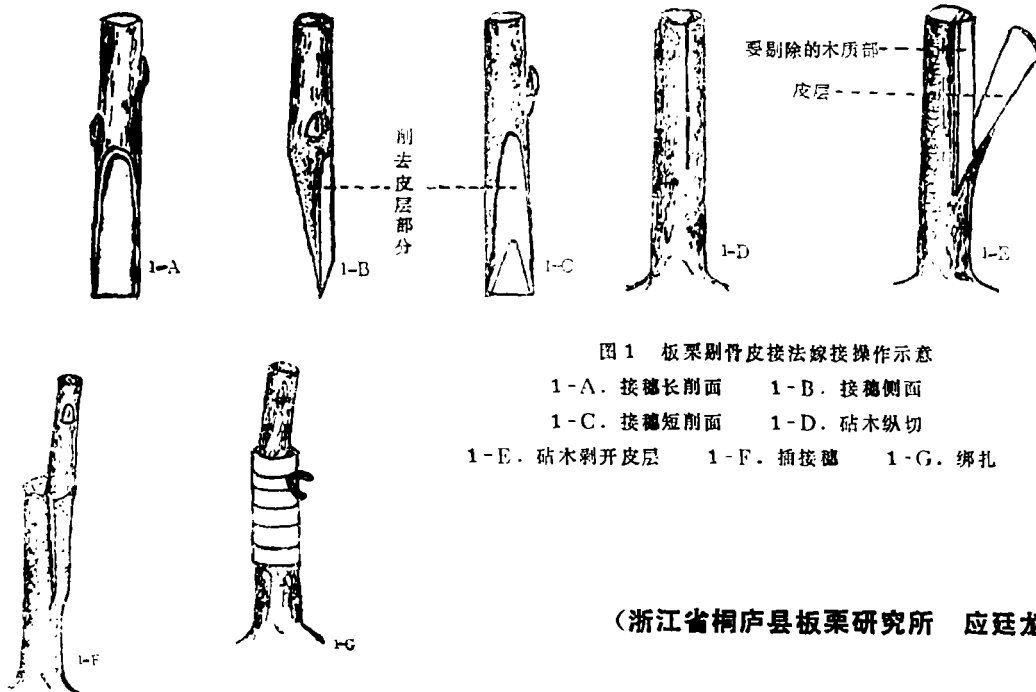 要剔除的木质部
皮层
削去皮层部分
1-A
1-B
1-C
1-D
1-E
图1 板栗剔骨皮接法嫁接操作示意
1-A．接穗长削面 1-B．接穗侧面
1-C．接穗短削面 1-D．砧木纵切
1-E．砧木剥开皮层 1-F．插接穗 1-G．绑扎
1-F
1-G
（浙江省桐庐县板栗研究所 应廷龙